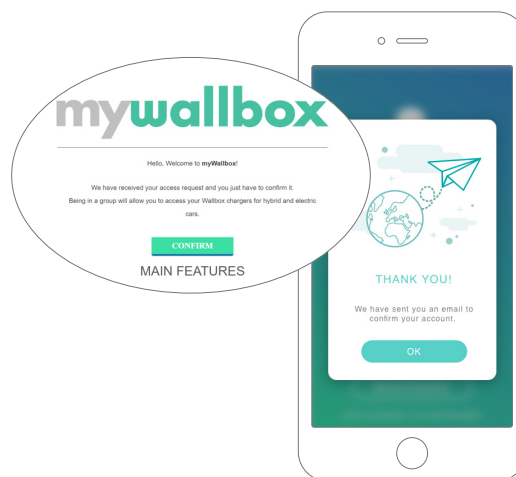 mywallbox
Hello, Welcome to myWallbox!
We have received your access request and you just have to confirm it.
Being in a group will allow you to access your Wallbox chargers for hybrid and electric
cars.
CONFIRM
MAIN FEATURES
THANK YOU!
We have sent you an email to
confirm your account.
OK